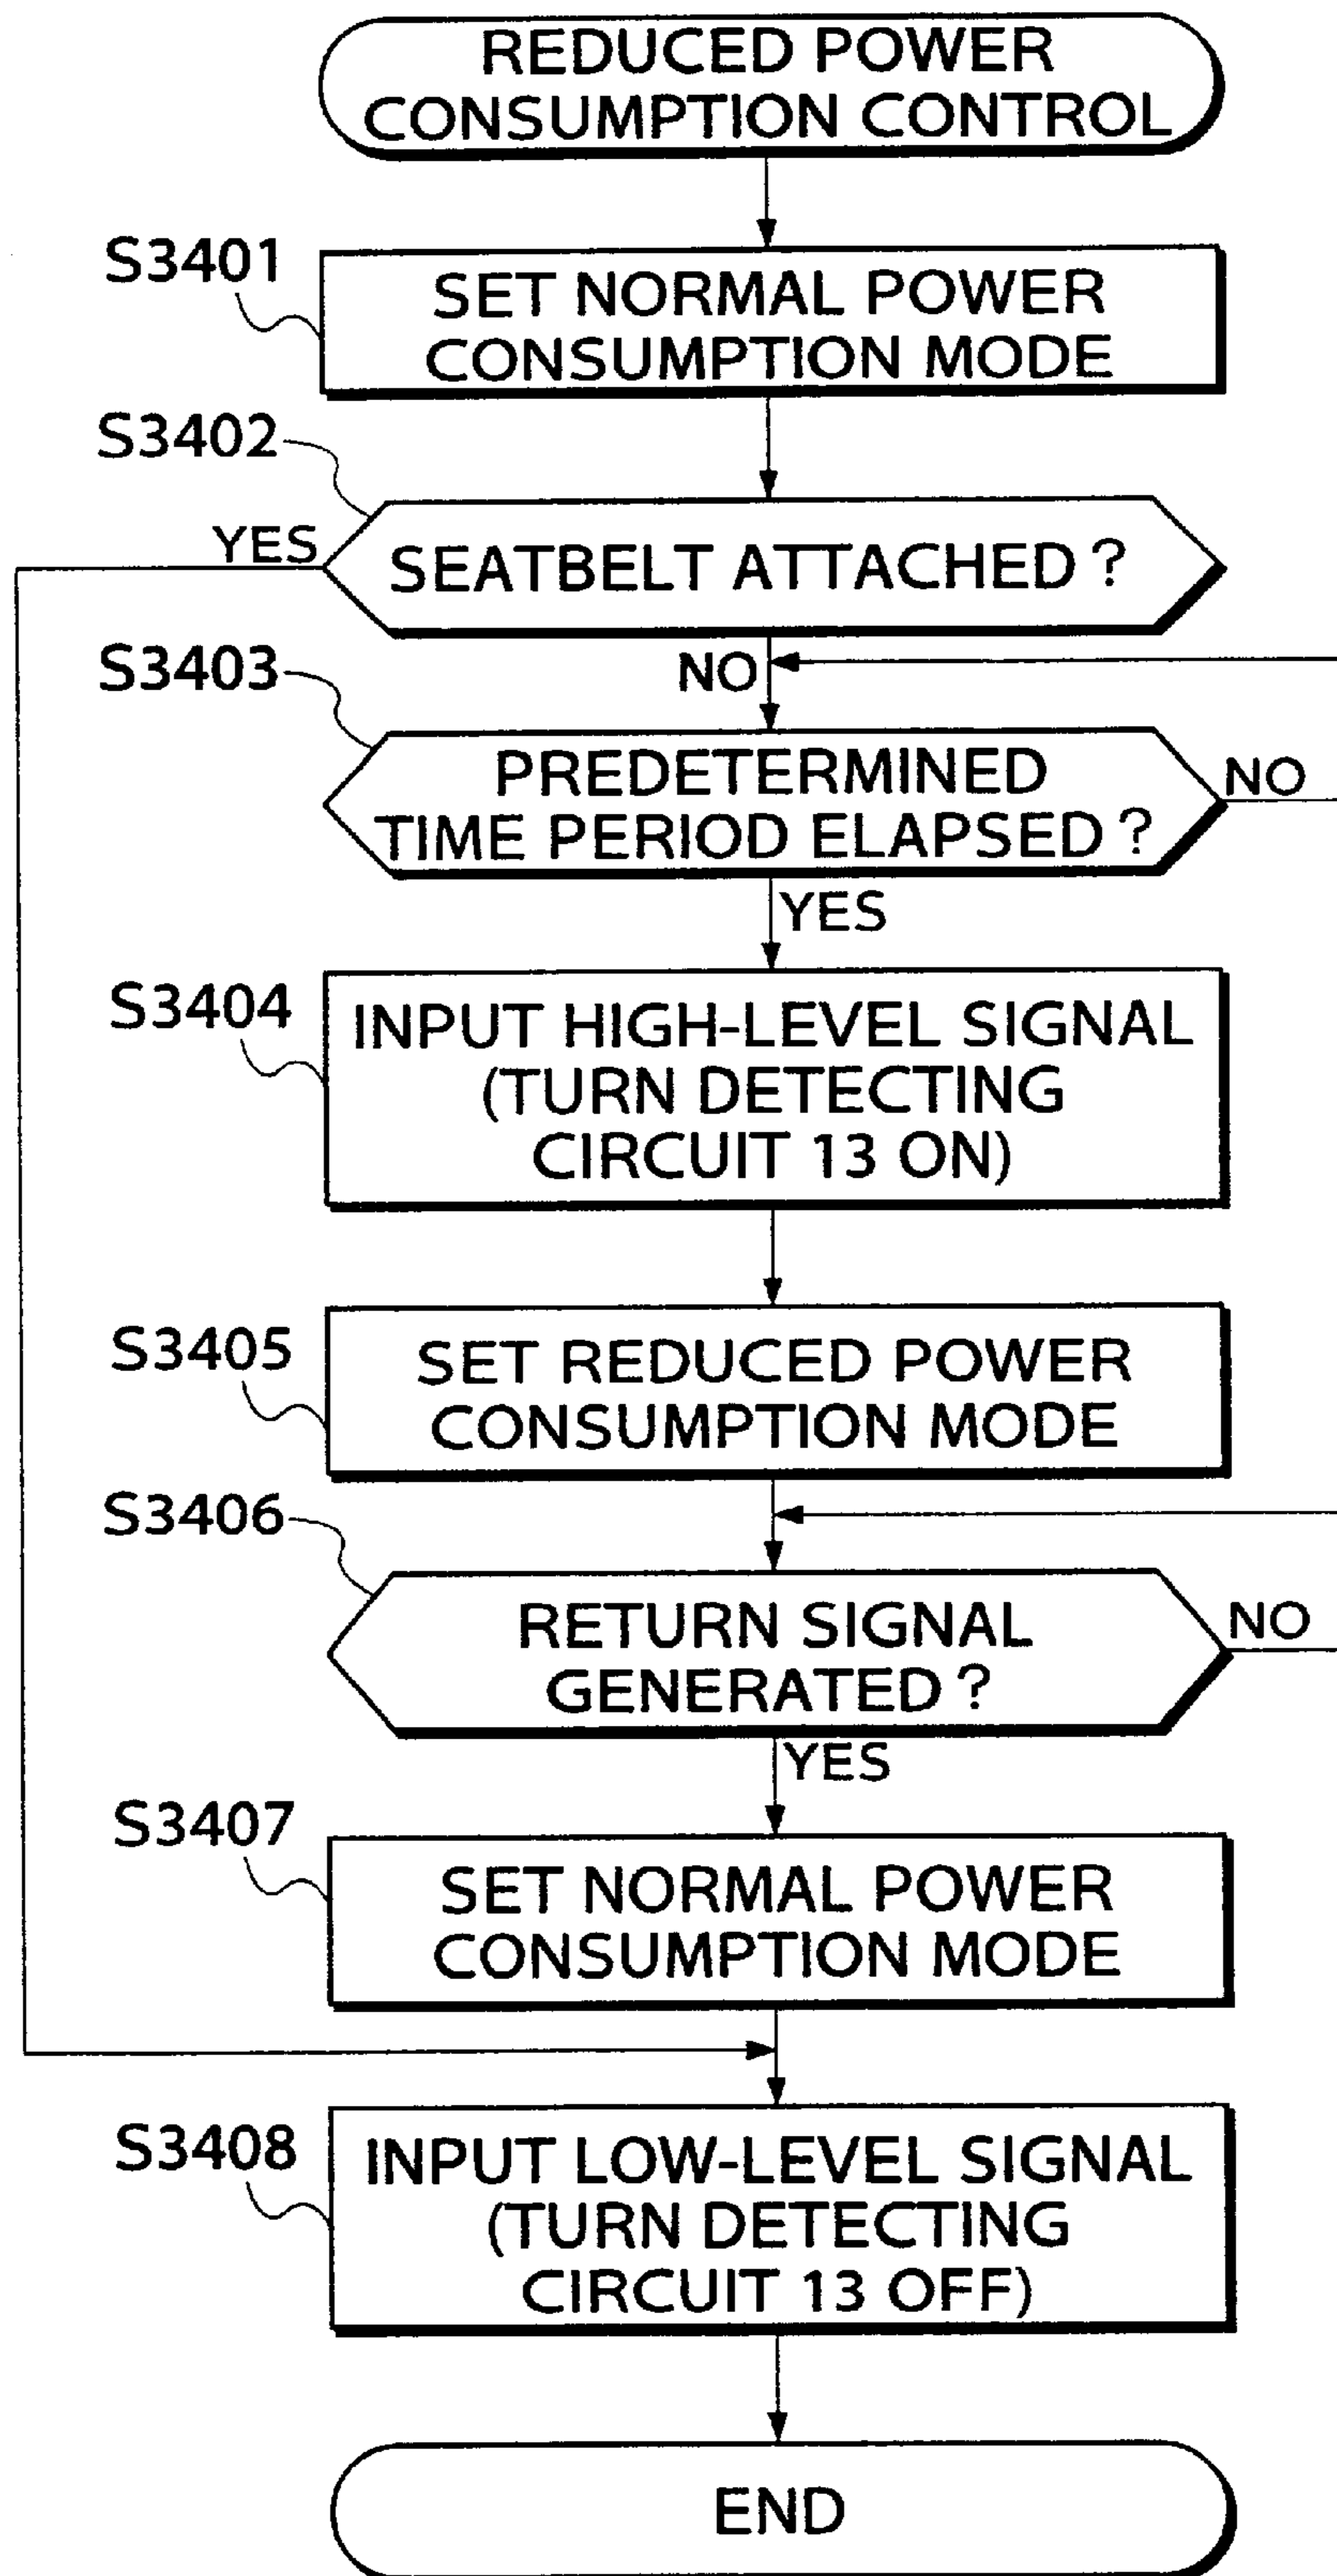 REDUCED POWER
CONSUMPTION CONTROL
S3401
SET NORMAL POWER
CONSUMPTION MODE
S3402
YES
SEATBELT ATTACHED ?
NO
S3403
PREDETERMINED
TIME PERIOD ELAPSED ?
NO
YES
S3404
INPUT HIGH-LEVEL SIGNAL
(TURN DETECTING
CIRCUIT 13 ON)
S3405
SET REDUCED POWER
CONSUMPTION MODE
S3406
RETURN SIGNAL
GENERATED ?
NO
YES
S3407
SET NORMAL POWER
CONSUMPTION MODE
S3408
INPUT LOW-LEVEL SIGNAL
(TURN DETECTING
CIRCUIT 13 OFF)
END